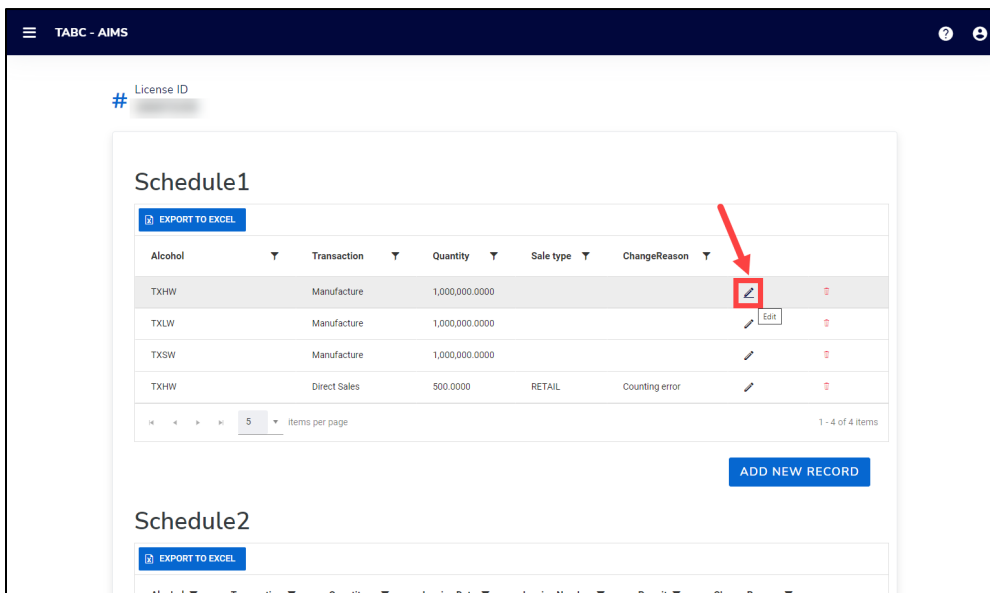 TABC - AIMS
License ID
Schedule1
EXPORT TO EXCEL
Alcohol Transaction Quantity Sale type ChangeReason
TXHW Manufacture 1,000,000.0000
Edit
TXLW Manufacture 1,000,000.0000
TXSW Manufacture 1,000,000.0000
TXHW Direct Sales 500.0000 RETAIL Counting error
5 items per page 1 - 4 of 4 items
ADD NEW RECORD
Schedule2
EXPORT TO EXCEL